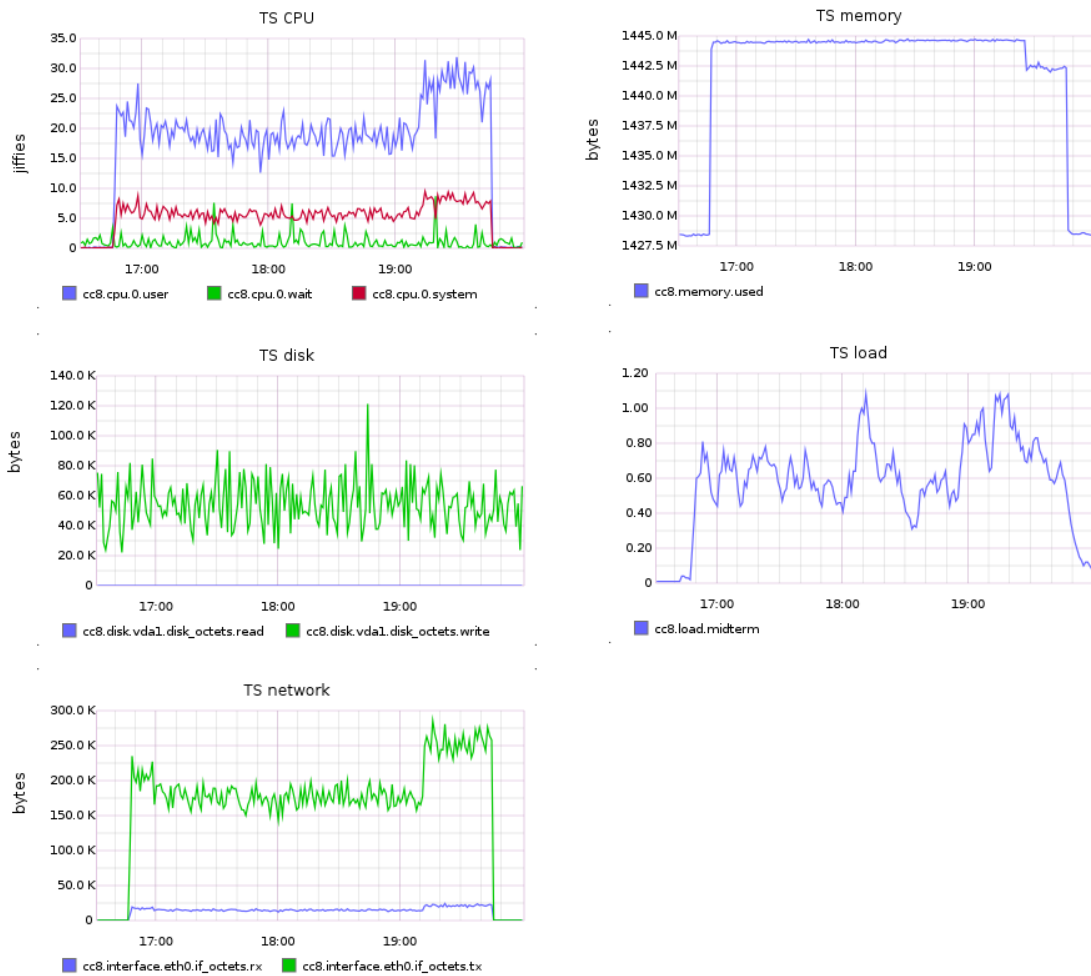 TS CPU
jiffies
35.0
30.0
25.0
20.0
15.0
10.0
5.0
0
17:00 18:00 19:00
cc8.cpu.0.user cc8.cpu.0.wait cc8.cpu.0.system
TS memory
bytes
1445.0 M
1442.5 M
1440.0 M
1437.5 M
1435.0 M
1432.5 M
1430.0 M
1427.5 M
17:00 18:00 19:00
cc8.memory.used
TS disk
bytes
140.0 K
120.0 K
100.0 K
80.0 K
60.0 K
40.0 K
20.0 K
0
17:00 18:00 19:00
cc8.disk.vda1.disk_octets.read cc8.disk.vda1.disk_octets.write
TS load
1.20
1.00
0.80
0.60
0.40
0.20
0
17:00 18:00 19:00
cc8.load.midterm
TS network
bytes
300.0 K
250.0 K
200.0 K
150.0 K
100.0 K
50.0 K
0
17:00 18:00 19:00
cc8.interface.eth0.if_octets.rx cc8.interface.eth0.if_octets.tx